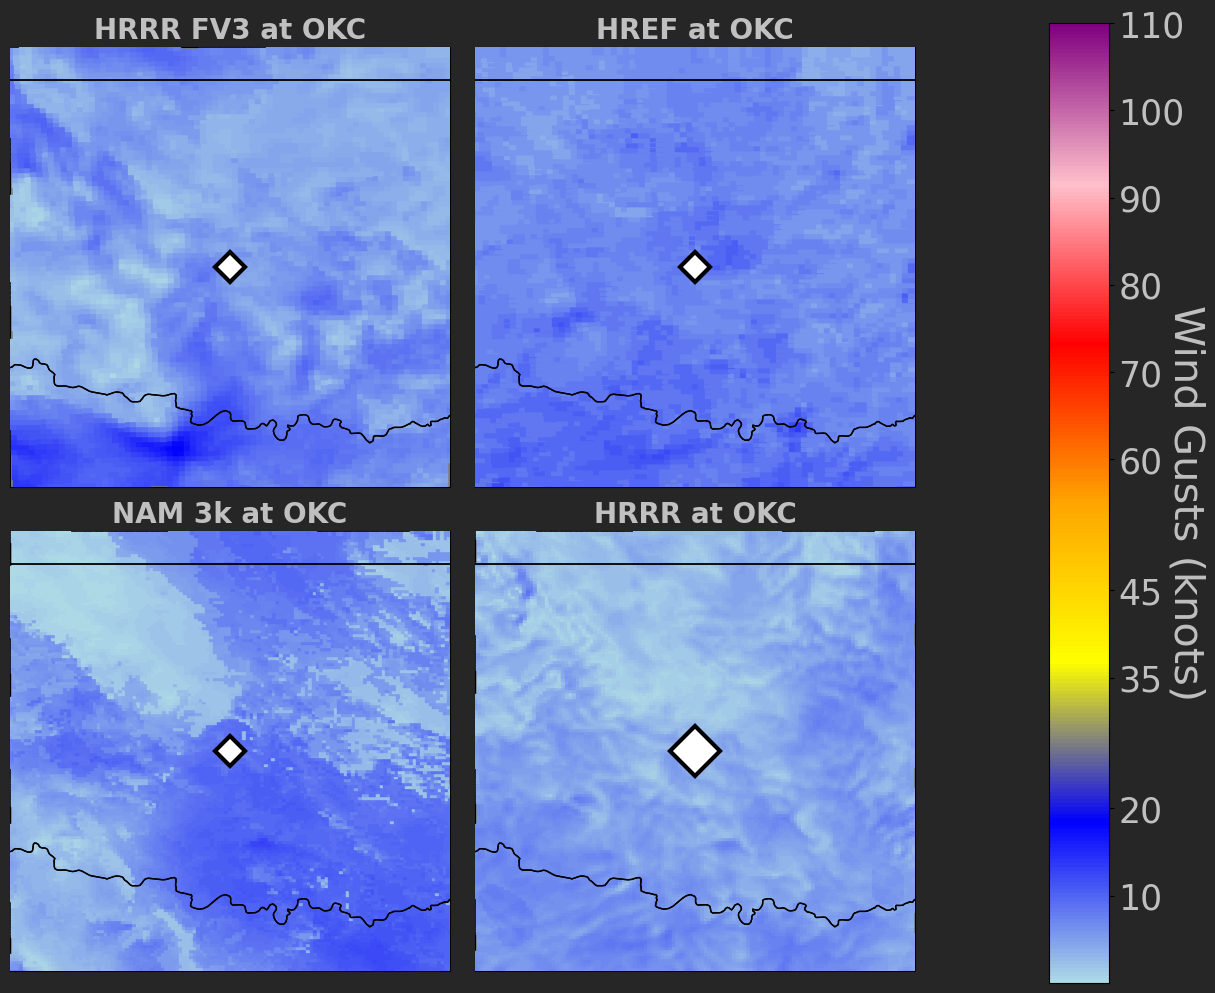 HRRR FV3 at OKC
HREF at OKC
NAM 3k at OKC
HRRR at OKC
110
100
90
80
70
60
45
35
20
10
Wind Gusts (knots)